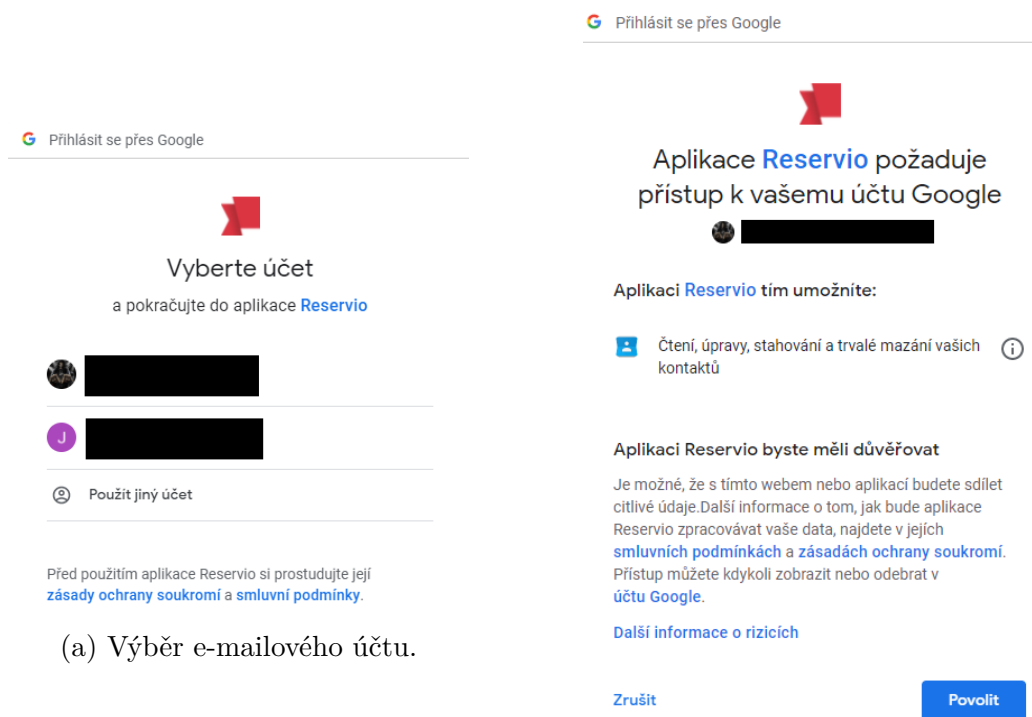 Přihlásit se přes Google
Vyberte účet
a pokračujte do aplikace Reservio
J
Použít jiný účet
Před použitím aplikace Reservio si prostudujte její
zásady ochrany soukromí a smluvní podmínky.
(a) Výběr e-mailového účtu.
Přihlásit se přes Google
Aplikace Reservio požaduje
přístup k vašemu účtu Google
Aplikaci Reservio tím umožníte:
Čtení, úpravy, stahování a trvalé mazání vašich
kontaktů
Aplikaci Reservio byste měli důvěřovat
Je možné, že s tímto webem nebo aplikací budete sdílet
citlivé údaje.Další informace o tom, jak bude aplikace
Reservio zpracovávat vaše data, najdete v jejích
smluvních podmínkách a zásadách ochrany soukromí.
Přístup můžete kdykoli zobrazit nebo odebrat v
účtu Google.
Další informace o rizicích
Zrušit
Povolit